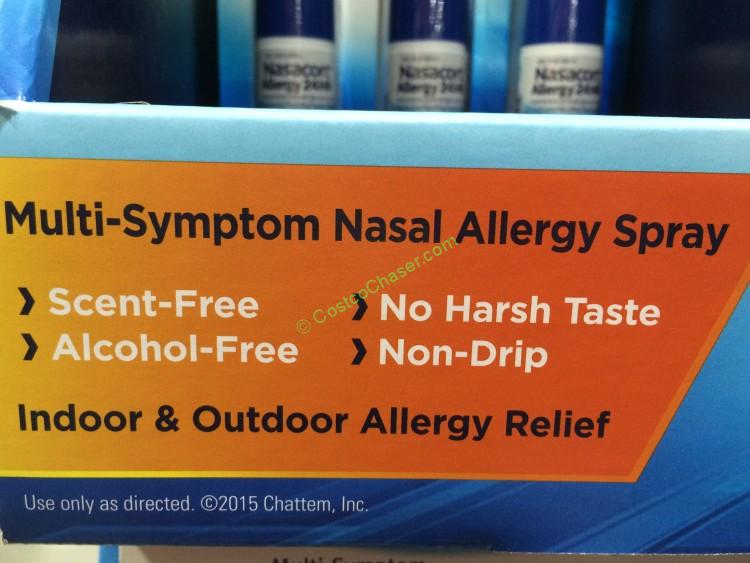 Nasacort Nasacort Nasacort
Allergy 24HR Allergy 24HR Allergy 24HR
Multi-Symptom Nasal Allergy Spray
© CostcoChaser.com
❯ Scent-Free ❯ No Harsh Taste
❯ Alcohol-Free ❯ Non-Drip
Indoor & Outdoor Allergy Relief
Use only as directed. ©2015 Chattem, Inc.
Multi-Symptom